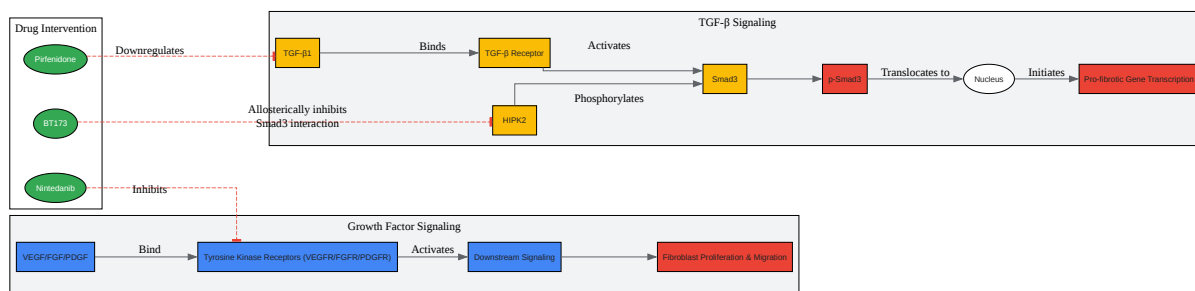 Drug Intervention
TGF-β Signaling
Pirfenidone
Downregulates
TGF-β1
Binds
TGF-β Receptor
Activates
Smad3
p-Smad3
Translocates to
Nucleus
Initiates
Pro-fibrotic Gene Transcription
Phosphorylates
BT173
Allosterically inhibits
Smad3 interaction
HIPK2
Nintedanib
Inhibits
Growth Factor Signaling
VEGF/FGF/PDGF
Bind
Tyrosine Kinase Receptors (VEGFR/FGFR/PDGFR)
Activates
Downstream Signaling
Fibroblast Proliferation & Migration